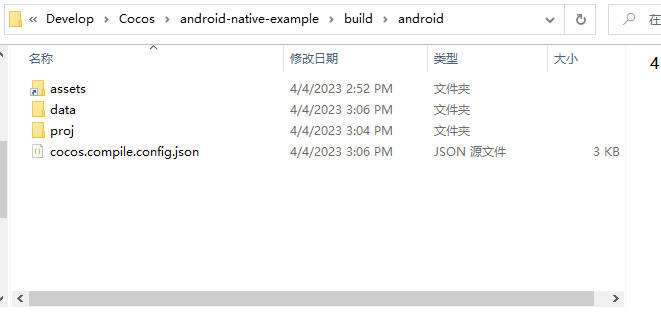 « Develop > Cocos > android-native-example > build > android
在
名称 修改日期 类型 大小
4
assets 4/4/2023 2:52 PM 文件夹
data 4/4/2023 3:06 PM 文件夹
proj 4/4/2023 3:04 PM 文件夹
cocos.compile.config.json 4/4/2023 3:06 PM JSON 源文件 3 KB